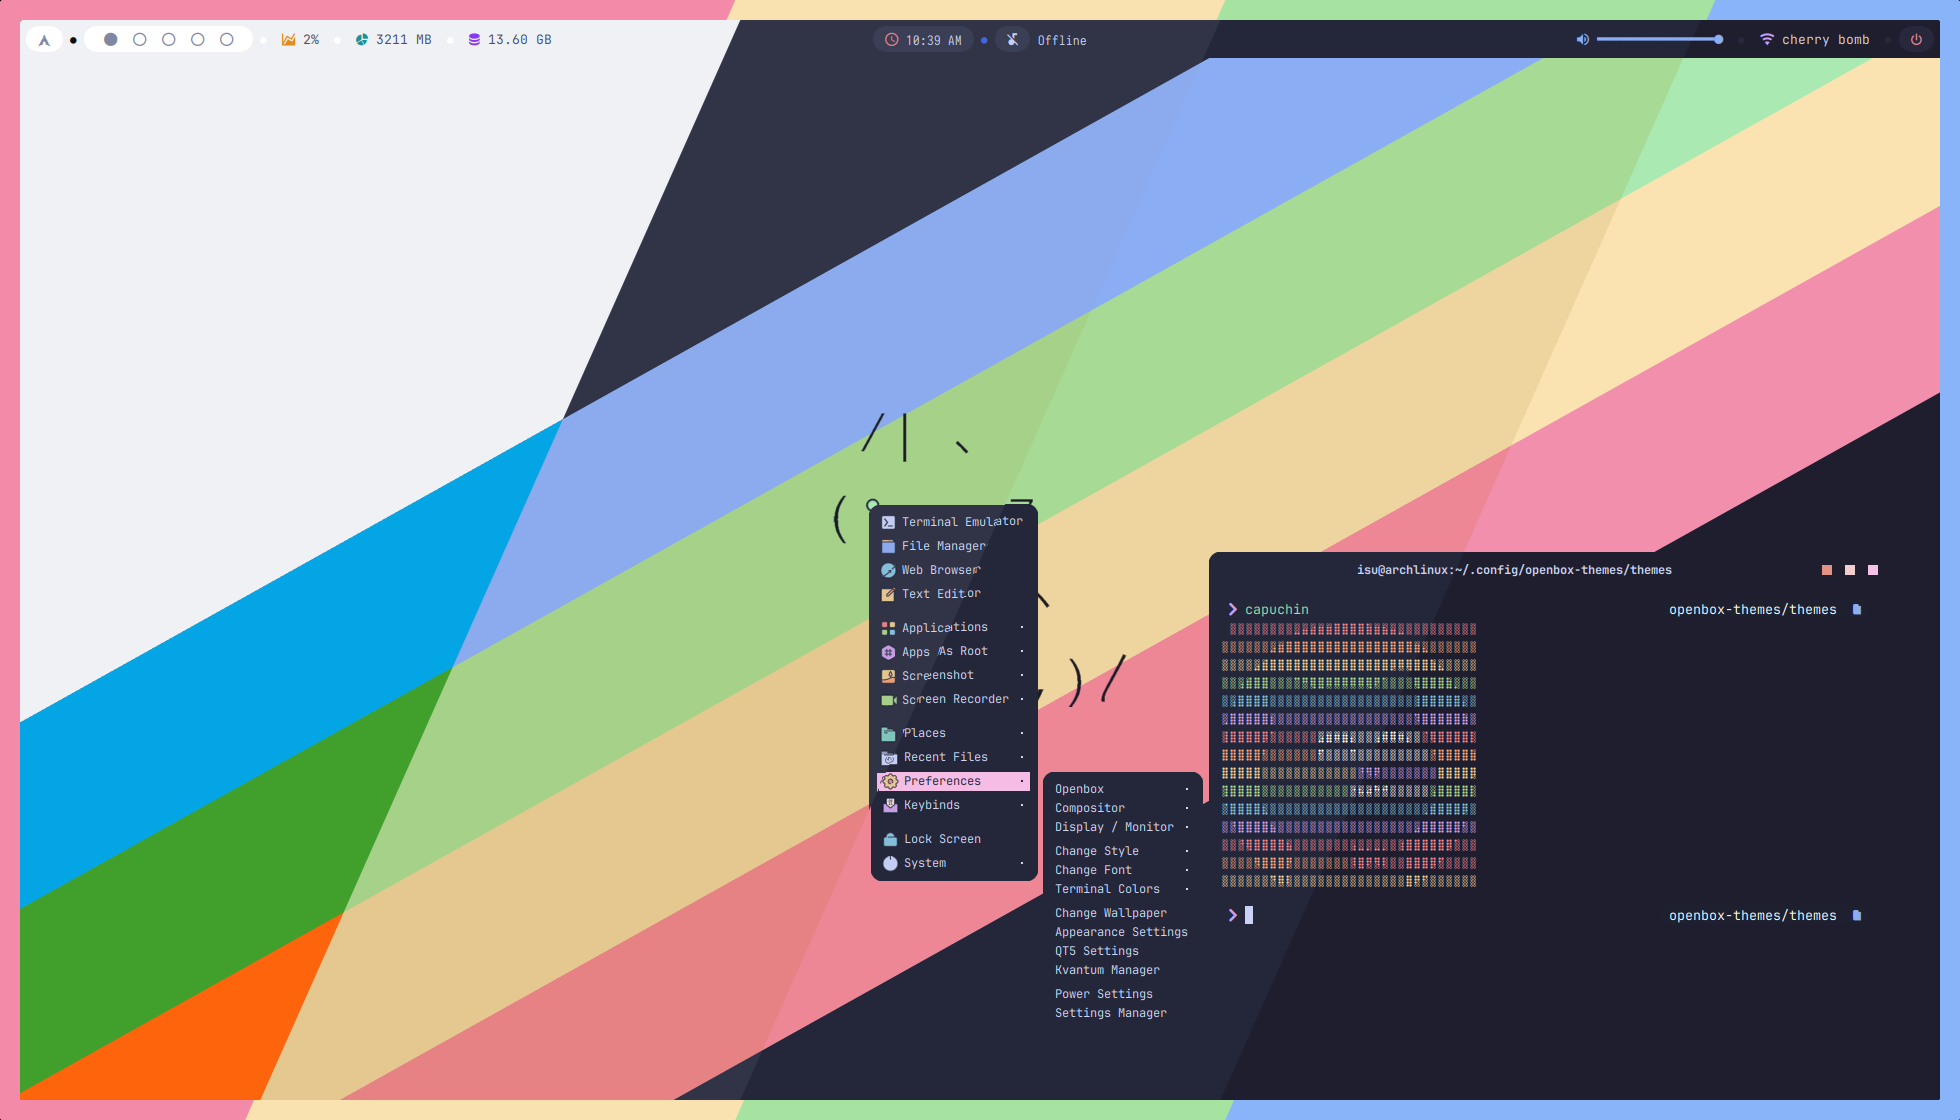 2%
3211 MB
13.60 GB
10:39 AM
Offline
cherry bomb
/| 、
(
Terminal Emulator
File Manager
Web Browser
Text Editor
Applications
Apps As Root
Screenshot
Screen Recorder
Places
Recent Files
Preferences
Keybinds
Lock Screen
System
)/
Openbox
Compositor
Display / Monitor
Change Style
Change Font
Terminal Colors
Change Wallpaper
Appearance Settings
QT5 Settings
Kvantum Manager
Power Settings
Settings Manager
isu@archlinux:~/.config/openbox-themes/themes
❯ capuchin openbox-themes/themes
❯ openbox-themes/themes